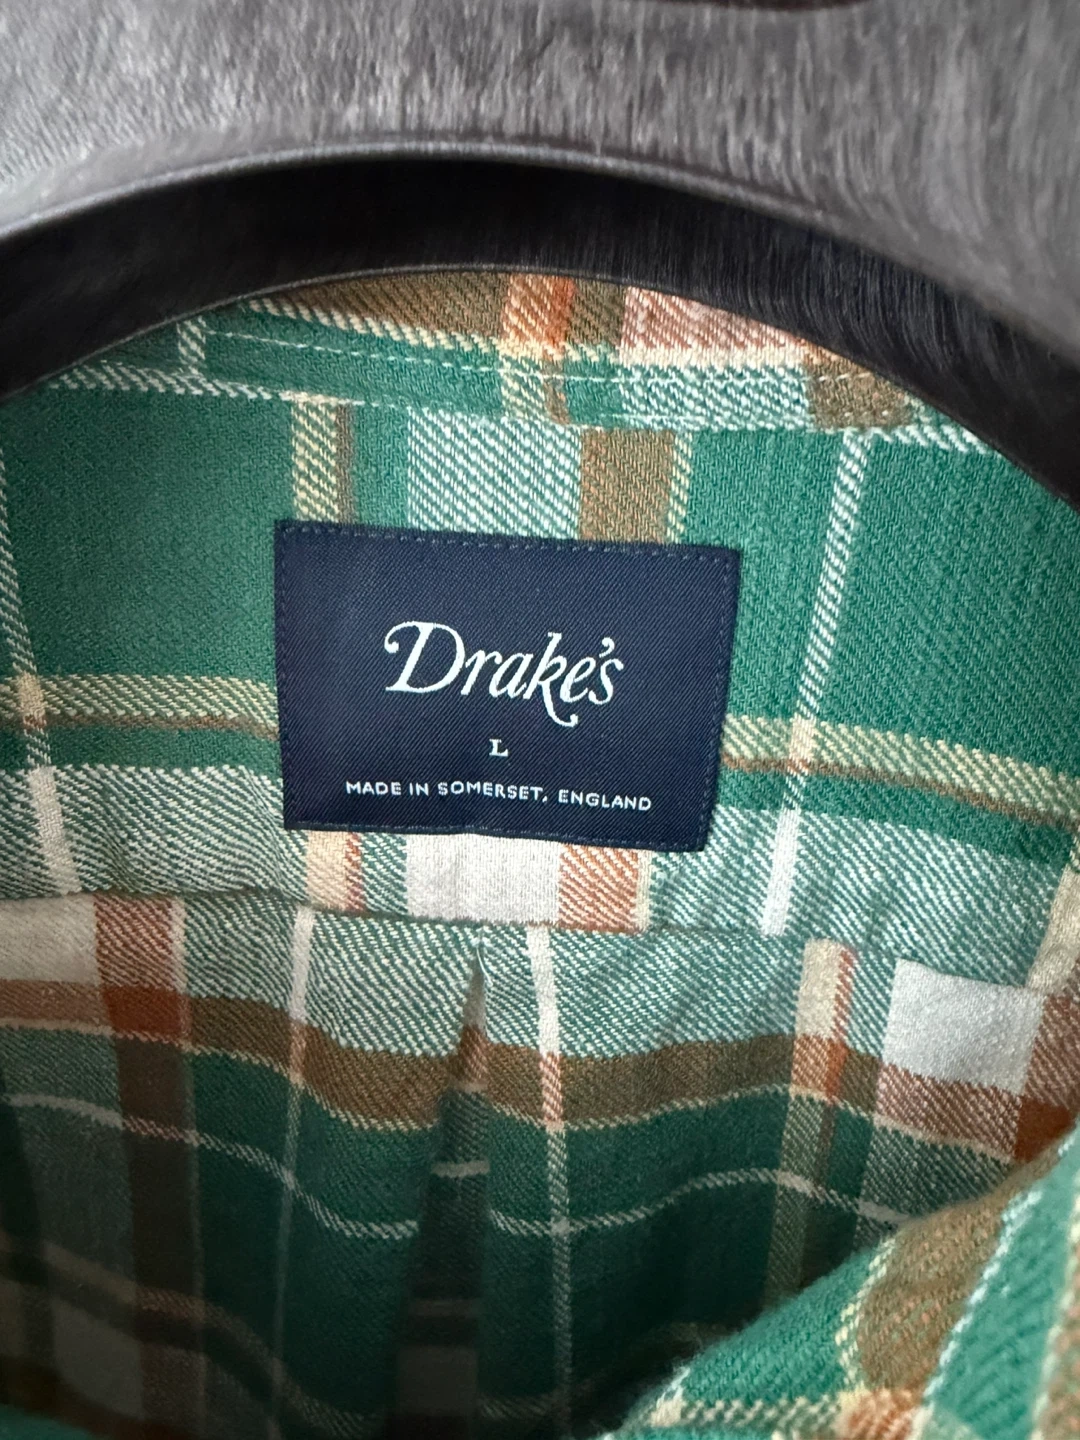 Drake's
L
MADE IN SOMERSET, ENGLAND